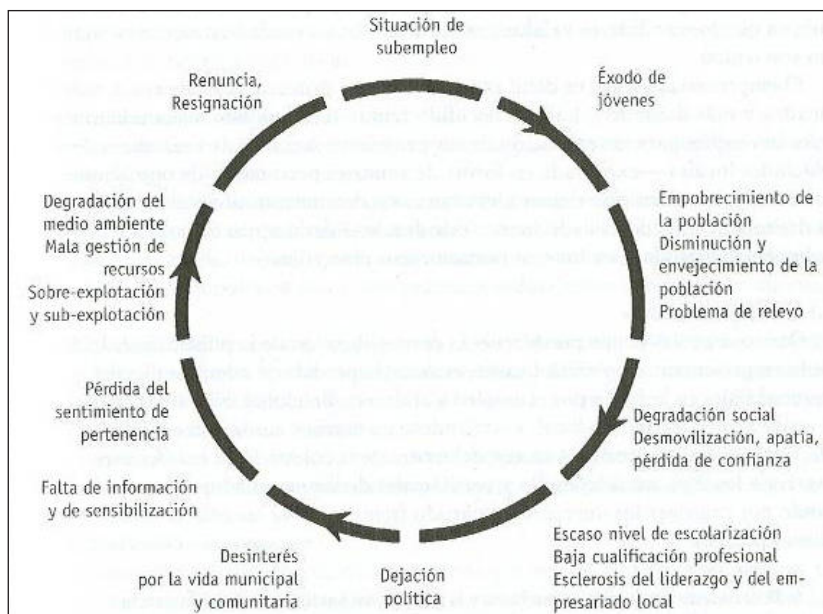 Situación de
subempleo
Éxodo de
jóvenes
Empobrecimiento de
la población
Disminución y
envejecimiento de la
población
Problema de relevo
Degradación social
Desmovilización, apatia,
pérdida de confianza
Escaso nivel de escolarización
Baja cualificación profesional
Esclerosis del liderazgo y del em-
presariado local
Dejación
política
Desinterés
por la vida municipal
y comunitaria
Falta de información
y de sensibilización
Pérdida del
sentimiento de
pertenencia
Degradación del
medio ambiente
Mala gestión de
recursos
Sobre-explotación
y sub-explotación
Renuncia,
Resignación